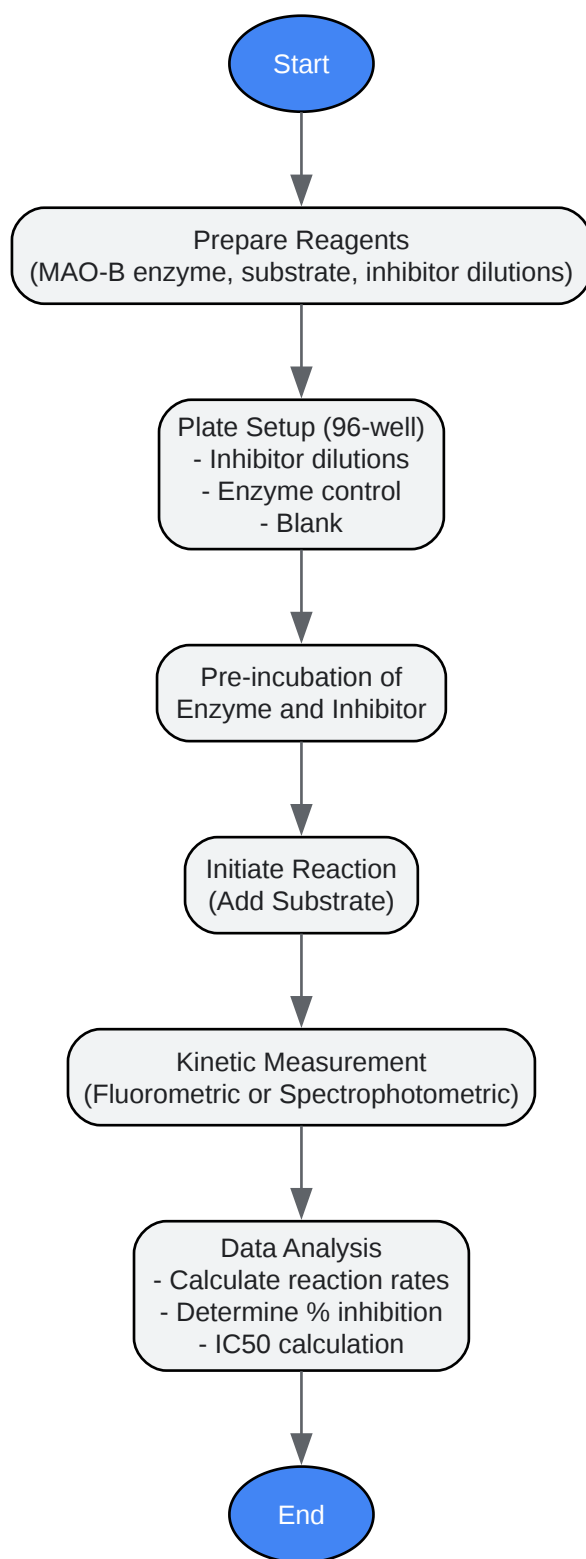 Start
Prepare Reagents
(MAO-B enzyme, substrate, inhibitor dilutions)
Plate Setup (96-well)
- Inhibitor dilutions
- Enzyme control
- Blank
Pre-incubation of
Enzyme and Inhibitor
Initiate Reaction
(Add Substrate)
Kinetic Measurement
(Fluorometric or Spectrophotometric)
Data Analysis
- Calculate reaction rates
- Determine % inhibition
- IC50 calculation
End